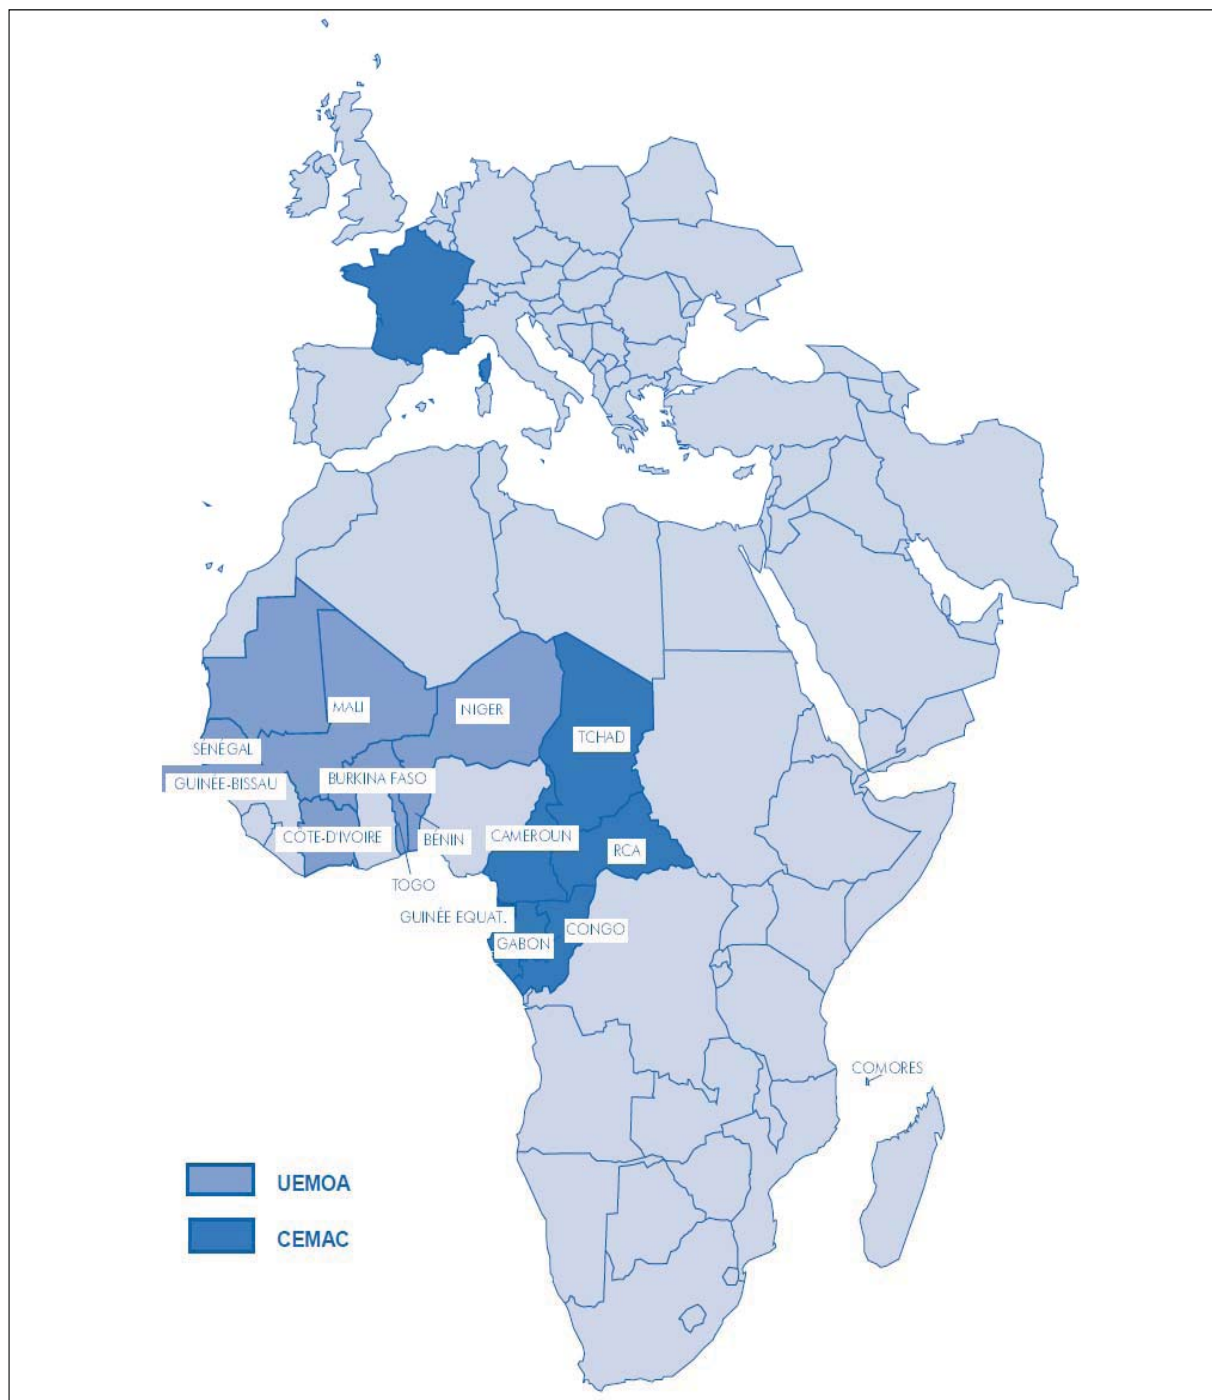 MALI
NIGER
TCHAD
SÉNÉGAL
GUINÉE-BISSAU
BURKINA FASO
CÔTE-D'IVOIRE
BÉNIN
CAMEROUN
RCA
TOGO
GUINÉE EQUAT.
CONGO
GABON
COMORES
UEMOA
CEMAC